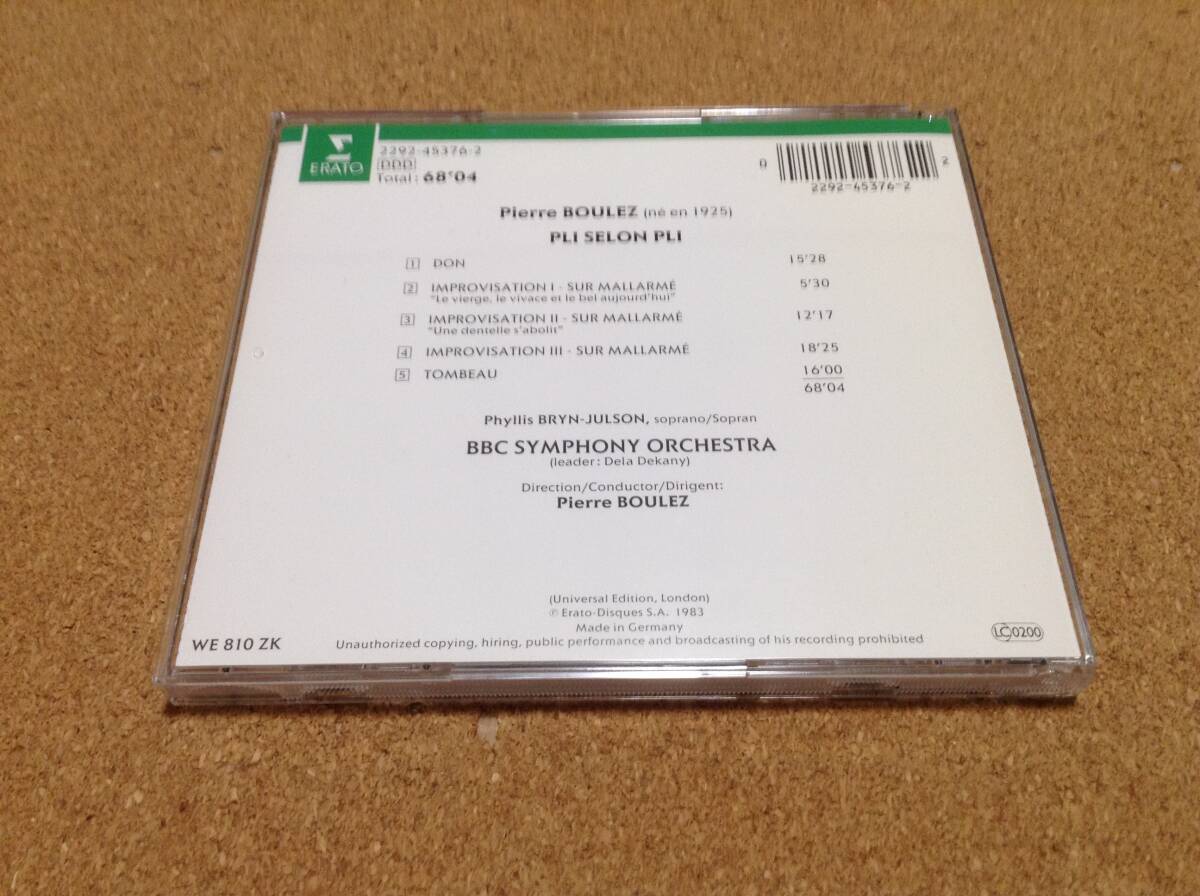 ERATO
2292-45376-2
DDD
Total: 68'04
0
2
2292-45376-2
Pierre BOULEZ (né en 1925)
PLI SELON PLI
1 DON 15'28
2 IMPROVISATION I - SUR MALLARMÉ 5'30
"Le vierge, le vivace et le bel aujourd'hui"
3 IMPROVISATION II - SUR MALLARMÉ 12'17
"Une dentelle s'abolit"
4 IMPROVISATION III - SUR MALLARMÉ 18'25
5 TOMBEAU 16'00
68'04
Phyllis BRYN-JULSON, soprano/Sopran
BBC SYMPHONY ORCHESTRA
(leader: Dela Dekany)
Direction/Conductor/Dirigent:
Pierre BOULEZ
(Universal Edition, London)
℗ Erato-Disques S.A. 1983
Made in Germany
WE 810 ZK
Unauthorized copying, hiring, public performance and broadcasting of his recording prohibited
LC 0200